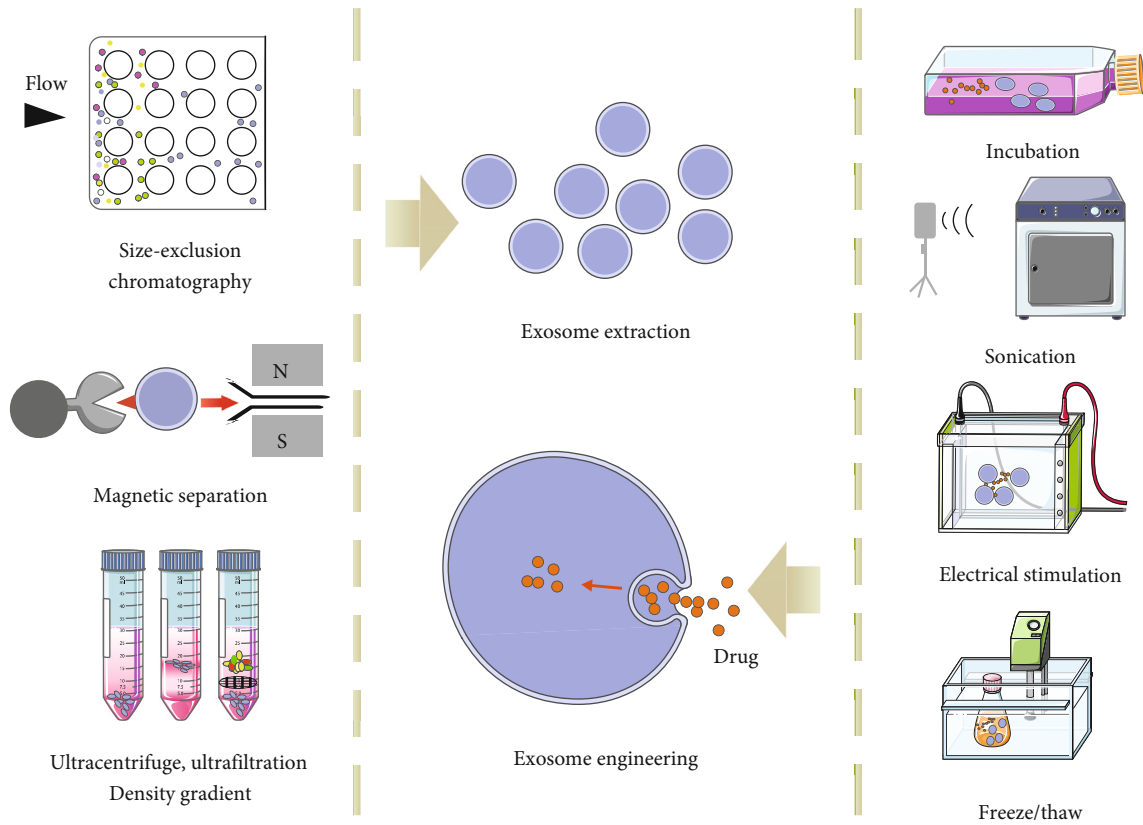 Flow
Size-exclusion
chromatography
N
S
Magnetic separation
Ultracentrifuge, ultrafiltration
Density gradient
Exosome extraction
Drug
Exosome engineering
Incubation
Sonication
Electrical stimulation
Freeze/thaw